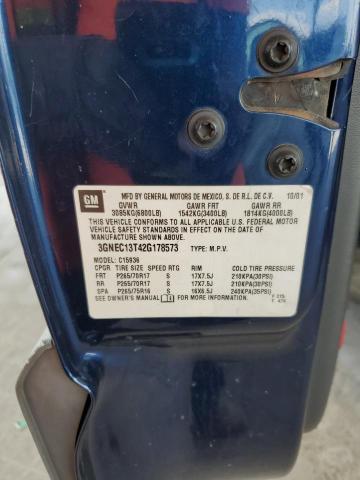 GM MFD BY GENERAL MOTORS DE MEXICO, S. DE R.L. DE C.V. 10/01
GVWR GAWR FRT GAWR RR
3085KG(6800LB) 1542KG(3400LB) 1814KG(4000LB)
THIS VEHICLE CONFORMS TO ALL APPLICABLE U.S. FEDERAL MOTOR
VEHICLE SAFETY STANDARDS IN EFFECT ON THE DATE OF
MANUFACTURE SHOWN ABOVE.
3GNEC13T42G178573 TYPE: M.P.V.
MODEL: C15936
CPGR TIRE SIZE SPEED RTG RIM COLD TIRE PRESSURE
FRT P265/70R17 S 17X7.5J 210KPA(30PSI)
RR P265/70R17 S 17X7.5J 210KPA(30PSI)
SPA P265/75R16 S 16X6.5J 240KPA(35PSI)
SEE OWNER'S MANUAL FOR MORE INFORMATION.